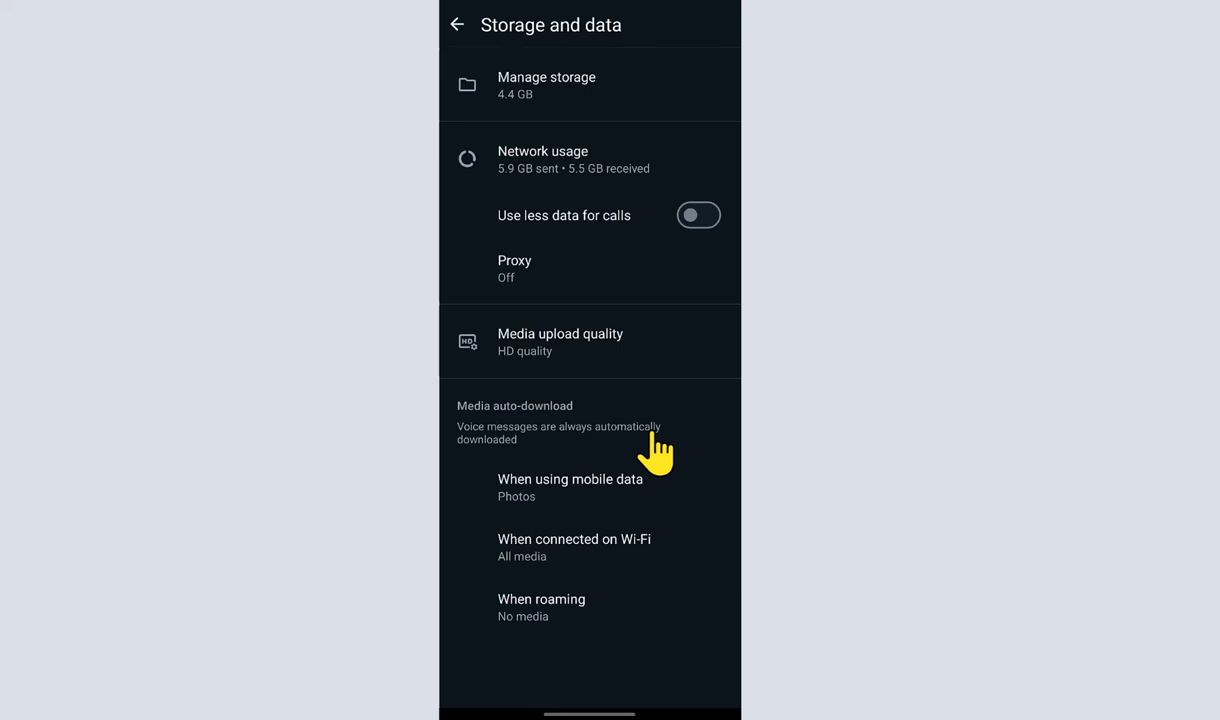 Storage and data
Manage storage
4.4 GB
Network usage
5.9 GB sent • 5.5 GB received
Use less data for calls
Proxy
Off
HD
Media upload quality
HD quality
Media auto-download
Voice messages are always automatically
downloaded
When using mobile data
Photos
When connected on Wi-Fi
All media
When roaming
No media